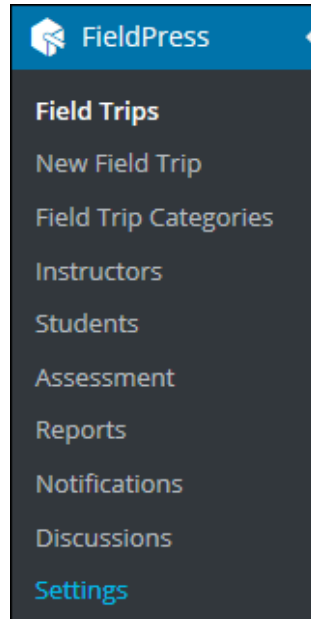 FieldPress
Field Trips
New Field Trip
Field Trip Categories
Instructors
Students
Assessment
Reports
Notifications
Discussions
Settings